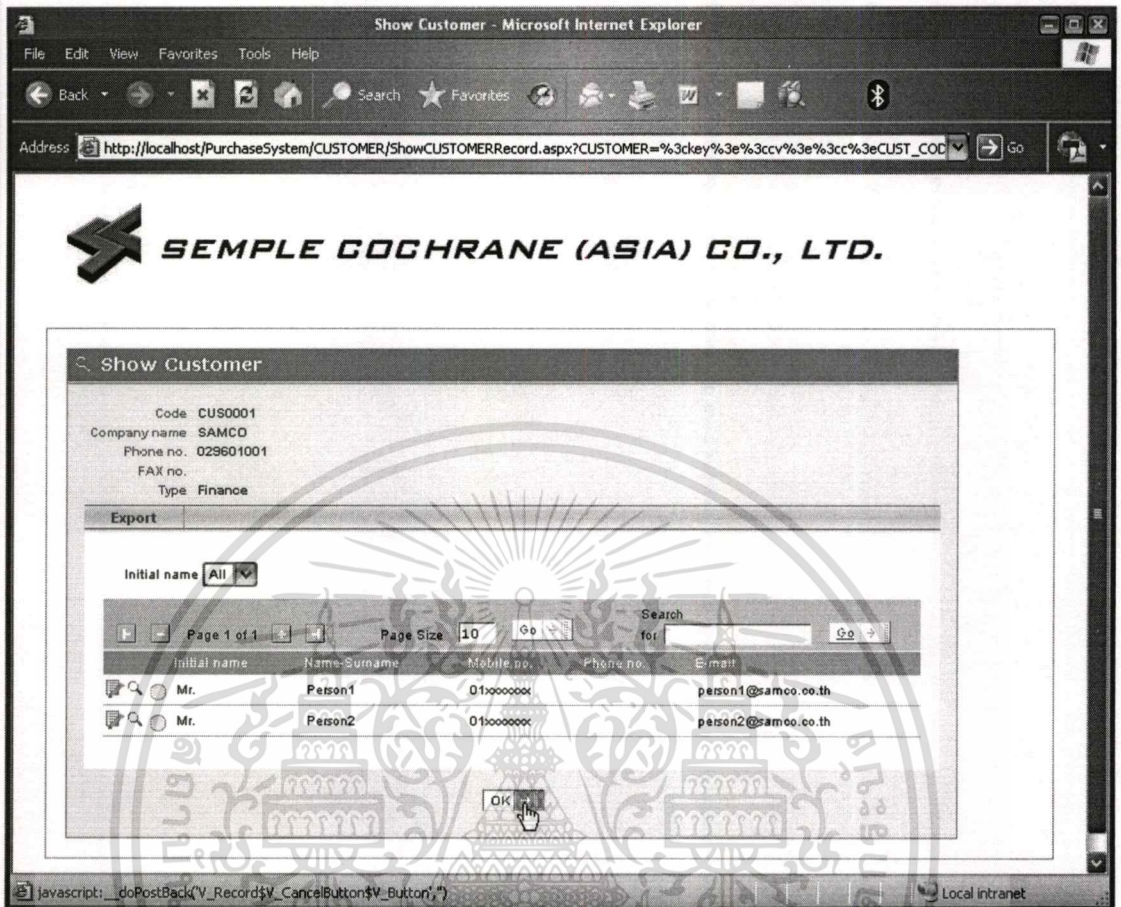 Show Customer - Microsoft Internet Explorer
File Edit View Favorites Tools Help
Back Search Favorites
Address http://localhost/PurchaseSystem/CUSTOMER/ShowCUSTOMERRecord.aspx?CUSTOMER=%3ckey%3e%3ccv%3e%3cc%3eCUST_COD Go
SEMPLE COCHRANE (ASIA) CO., LTD.
Show Customer
Code CUS0001
Company name SAMCO
Phone no. 029601001
FAX no.
Type Finance
Export
Initial name All
Page 1 of 1 Page Size 10 Go Search for Go
Initial name Name-Surname Mobile no. Phone no. E-mail
Mr. Person1 01xxxxxxx person1@samco.co.th
Mr. Person2 01xxxxxxx person2@samco.co.th
OK
javascript:__doPostBack('V_Record$V_CancelButton$V_Button','') Local intranet